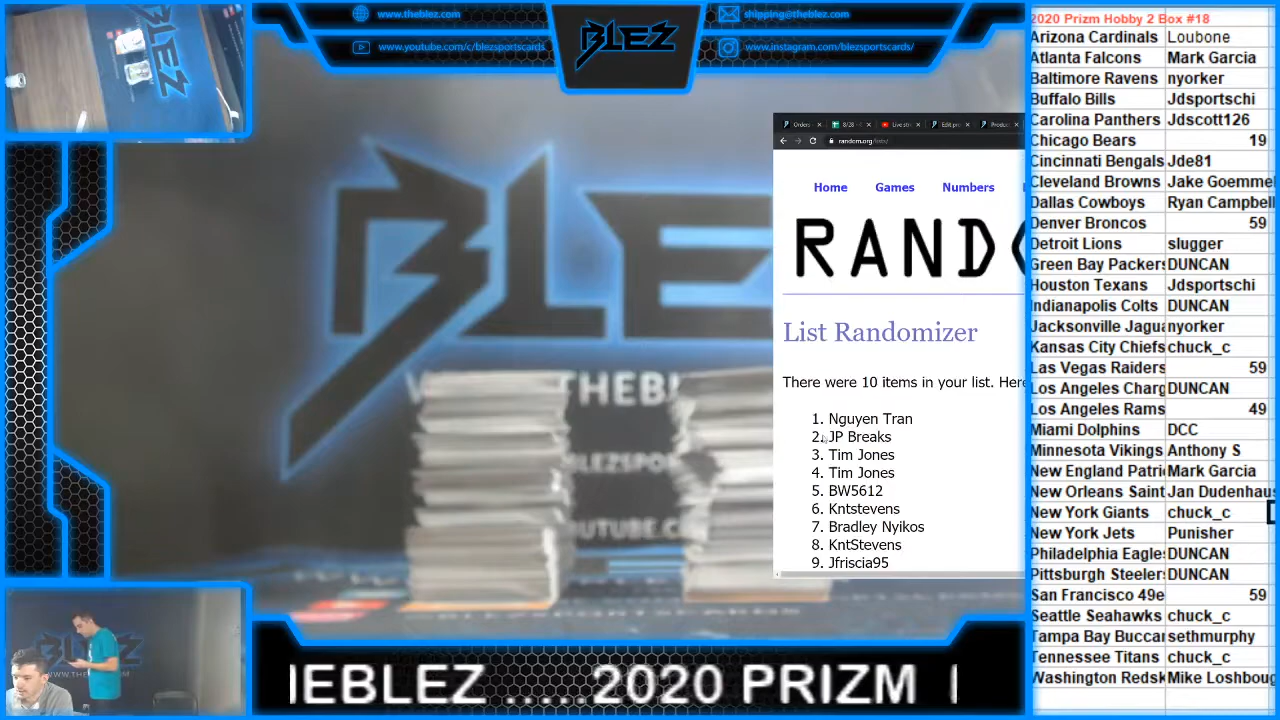 www.theblez.com
www.youtube.com/c/blezsportscards
BLEZ
shipping@theblez.com
www.instagram.com/blezsportscards/
2020 Prizm Hobby 2 Box #18
Arizona Cardinals Loubone
Atlanta Falcons Mark Garcia
Baltimore Ravens nyorker
Buffalo Bills Jdsportschi
Carolina Panthers Jdscott126
Chicago Bears 19
Cincinnati Bengals Jde81
Cleveland Browns Jake Goemme
Dallas Cowboys Ryan Campbell
Denver Broncos 59
Detroit Lions slugger
Green Bay Packers DUNCAN
Houston Texans Jdsportschi
Indianapolis Colts DUNCAN
Jacksonville Jagua nyorker
Kansas City Chiefs chuck_c
Las Vegas Raiders 59
Los Angeles Charg DUNCAN
Los Angeles Rams 49
Miami Dolphins DCC
Minnesota Vikings Anthony S
New England Patri Mark Garcia
New Orleans Saint Jan Dudenhaus
New York Giants chuck_c
New York Jets Punisher
Philadelphia Eagle DUNCAN
Pittsburgh Steelers DUNCAN
San Francisco 49e 59
Seattle Seahawks chuck_c
Tampa Bay Buccar sethmurphy
Tennessee Titans chuck_c
Washington Redsk Mike Loshboug
random.org/lists/
Home Games Numbers
RAND
List Randomizer
There were 10 items in your list. Here
1. Nguyen Tran
2. JP Breaks
3. Tim Jones
4. Tim Jones
5. BW5612
6. Kntstevens
7. Bradley Nyikos
8. KntStevens
9. Jfriscia95
BLE
THEBL
HEBLEZ .....2020 PRIZM